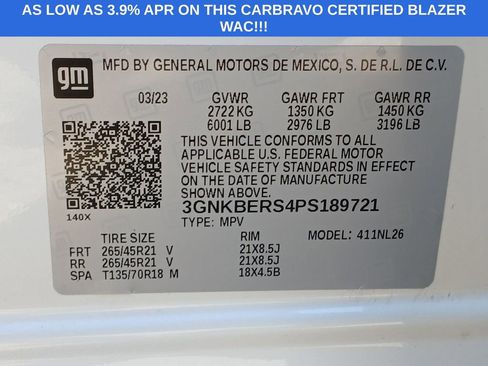 AS LOW AS 3.9% APR ON THIS CARBRAVO CERTIFIED BLAZER
WAC!!!
gm
MFD BY GENERAL MOTORS DE MEXICO, S. DE R.L. DE C.V.
03/23 GVWR GAWR FRT GAWR RR
2722 KG 1350 KG 1450 KG
6001 LB 2976 LB 3196 LB
THIS VEHICLE CONFORMS TO ALL
APPLICABLE U.S. FEDERAL MOTOR
VEHICLE SAFETY STANDARDS IN EFFECT
ON THE DATE OF MANUFACTURE
SHOWN ABOVE.
3GNKBERS4PS189721
140X
TYPE: MPV
TIRE SIZE RIM MODEL: 411NL26
FRT 265/45R21 V 21X8.5J
RR 265/45R21 V 21X8.5J
SPA T135/70R18 M 18X4.5B